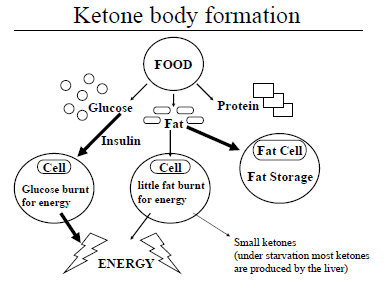 Ketone body formation
FOOD
Glucose
Fat
Protein
Insulin
Cell
Glucose burnt
for energy
Cell
little fat burnt
for energy
Fat Cell
Fat Storage
ENERGY
Small ketones
(under starvation most ketones
are produced by the liver)